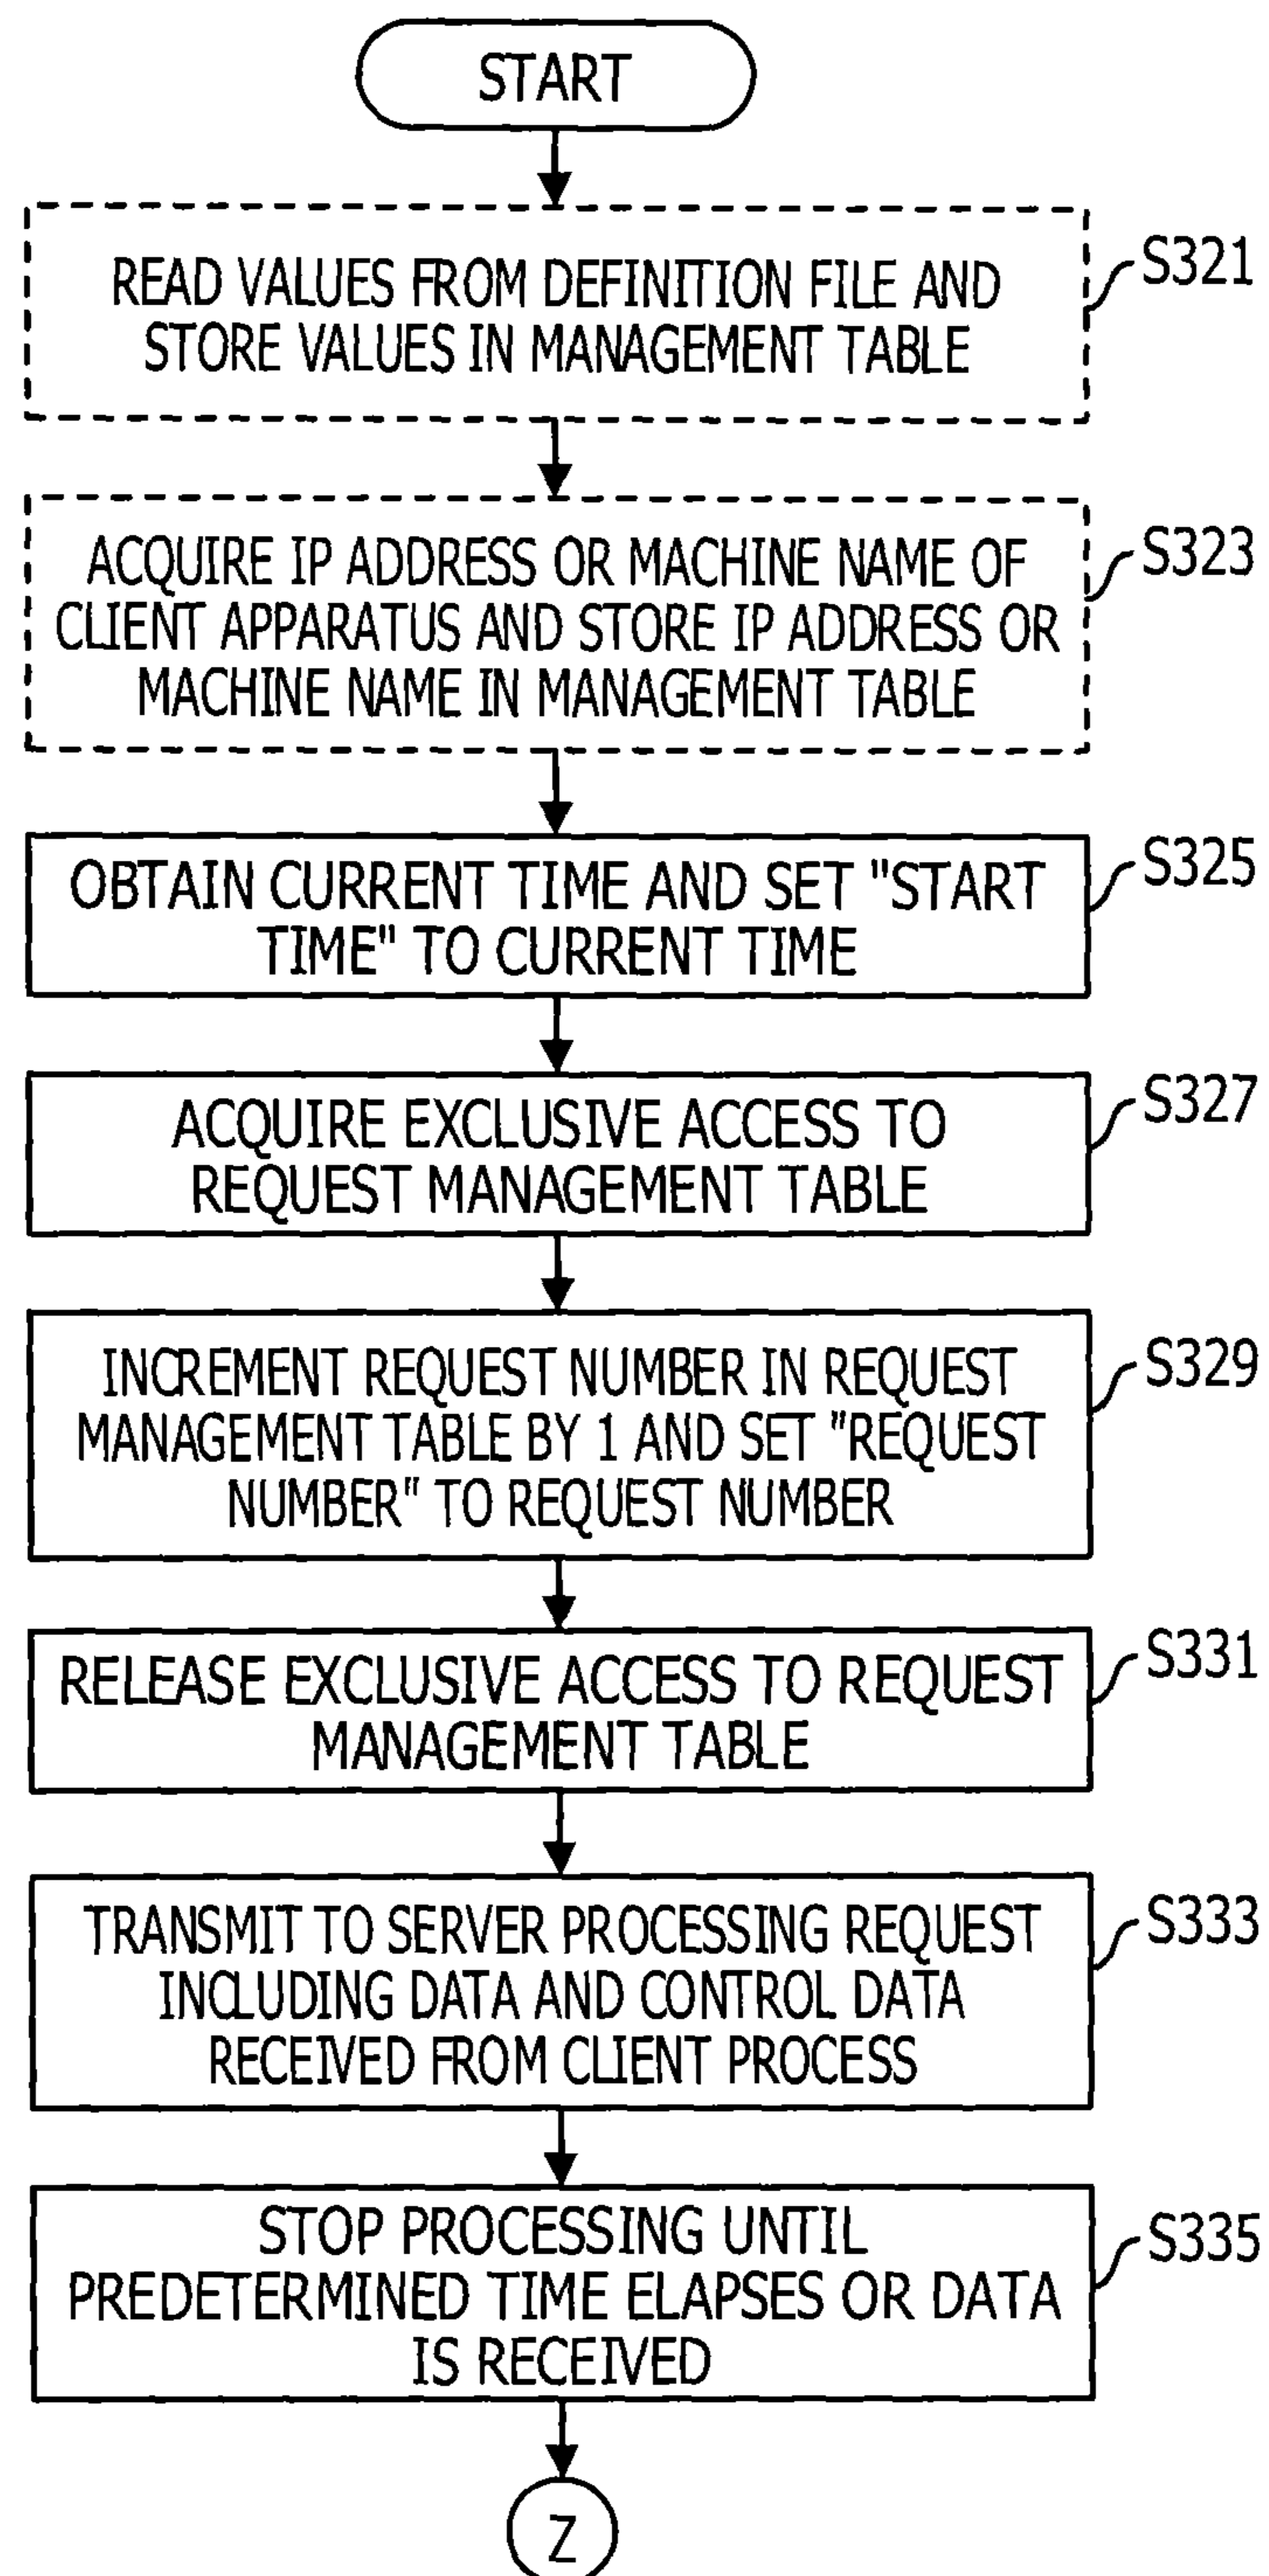 START
READ VALUES FROM DEFINITION FILE AND
STORE VALUES IN MANAGEMENT TABLE
S321
ACQUIRE IP ADDRESS OR MACHINE NAME OF
CLIENT APPARATUS AND STORE IP ADDRESS OR
MACHINE NAME IN MANAGEMENT TABLE
S323
OBTAIN CURRENT TIME AND SET "START
TIME" TO CURRENT TIME
S325
ACQUIRE EXCLUSIVE ACCESS TO
REQUEST MANAGEMENT TABLE
S327
INCREMENT REQUEST NUMBER IN REQUEST
MANAGEMENT TABLE BY 1 AND SET "REQUEST
NUMBER" TO REQUEST NUMBER
S329
RELEASE EXCLUSIVE ACCESS TO REQUEST
MANAGEMENT TABLE
S331
TRANSMIT TO SERVER PROCESSING REQUEST
INCLUDING DATA AND CONTROL DATA
RECEIVED FROM CLIENT PROCESS
S333
STOP PROCESSING UNTIL
PREDETERMINED TIME ELAPSES OR DATA
IS RECEIVED
S335
Z